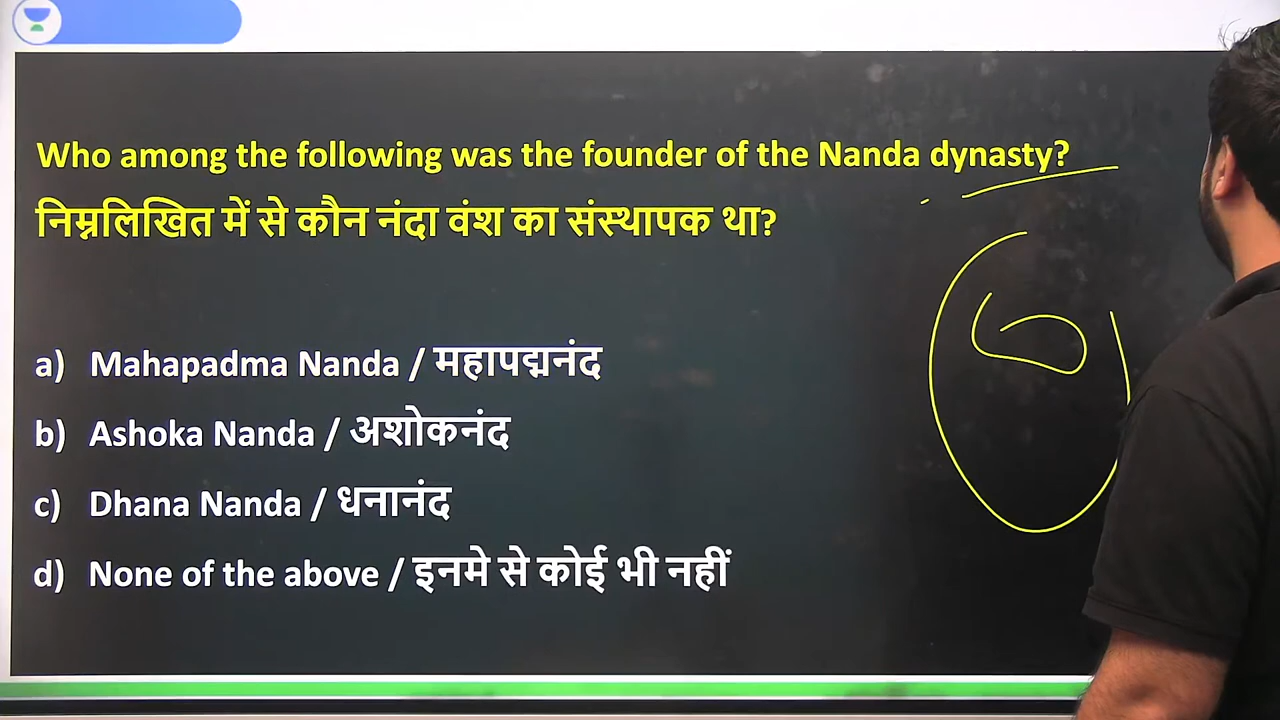 Who among the following was the founder of the Nanda dynasty?
निम्नलिखित में से कौन नंदा वंश का संस्थापक था?
a) Mahapadma Nanda / महापद्मनंद
b) Ashoka Nanda / अशोकनंद
c) Dhana Nanda / धनानंद
d) None of the above / इनमे से कोई भी नहीं